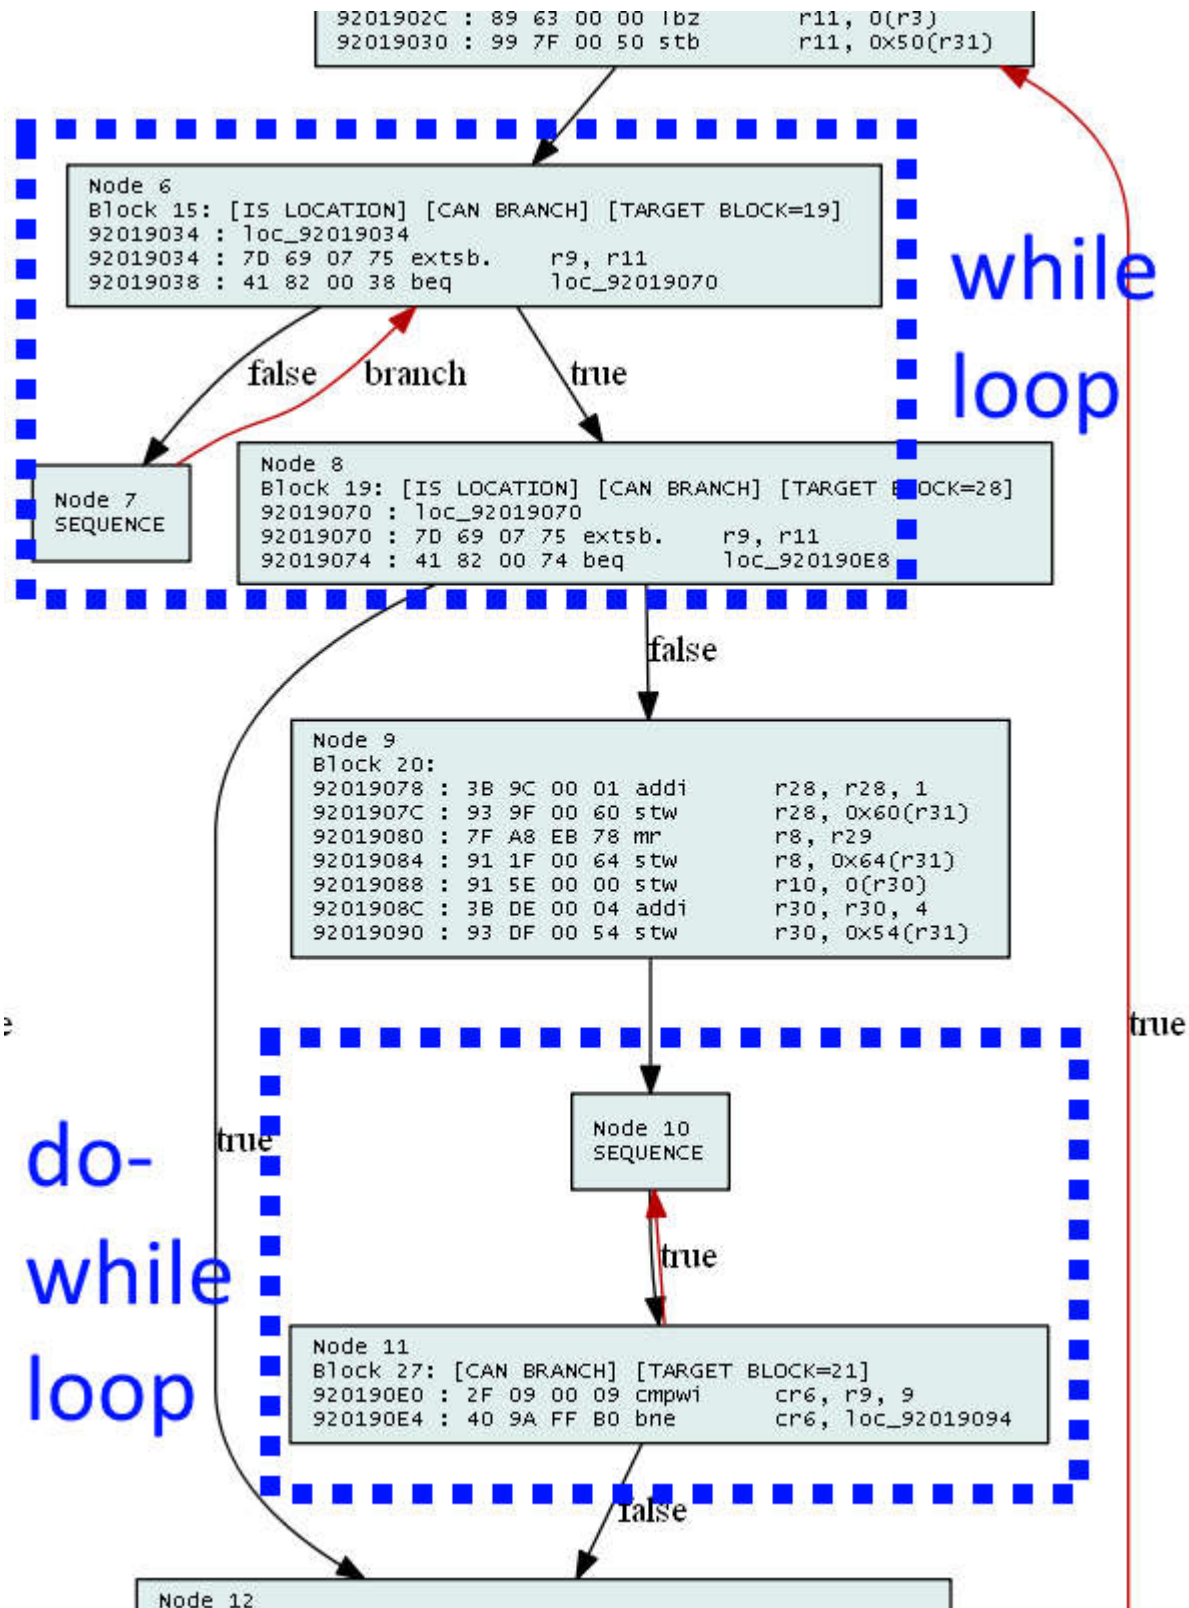 9201902C : 89 63 00 00 lbz r11, 0(r3)
92019030 : 99 7F 00 50 stb r11, 0x50(r31)
Node 6
Block 15: [IS LOCATION] [CAN BRANCH] [TARGET BLOCK=19]
92019034 : loc_92019034
92019034 : 7D 69 07 75 extsb. r9, r11
92019038 : 41 82 00 38 beq loc_92019070
while
loop
false
branch
true
Node 7
SEQUENCE
Node 8
Block 19: [IS LOCATION] [CAN BRANCH] [TARGET BLOCK=28]
92019070 : loc_92019070
92019070 : 7D 69 07 75 extsb. r9, r11
92019074 : 41 82 00 74 beq loc_920190E8
false
Node 9
Block 20:
92019078 : 3B 9C 00 01 addi r28, r28, 1
9201907C : 93 9F 00 60 stw r28, 0x60(r31)
92019080 : 7F A8 EB 78 mr r8, r29
92019084 : 91 1F 00 64 stw r8, 0x64(r31)
92019088 : 91 5E 00 00 stw r10, 0(r30)
9201908C : 3B DE 00 04 addi r30, r30, 4
92019090 : 93 DF 00 54 stw r30, 0x54(r31)
e
true
do-
while
loop
true
Node 10
SEQUENCE
true
Node 11
Block 27: [CAN BRANCH] [TARGET BLOCK=21]
920190E0 : 2F 09 00 09 cmpwi cr6, r9, 9
920190E4 : 40 9A FF B0 bne cr6, loc_92019094
false
Node 12